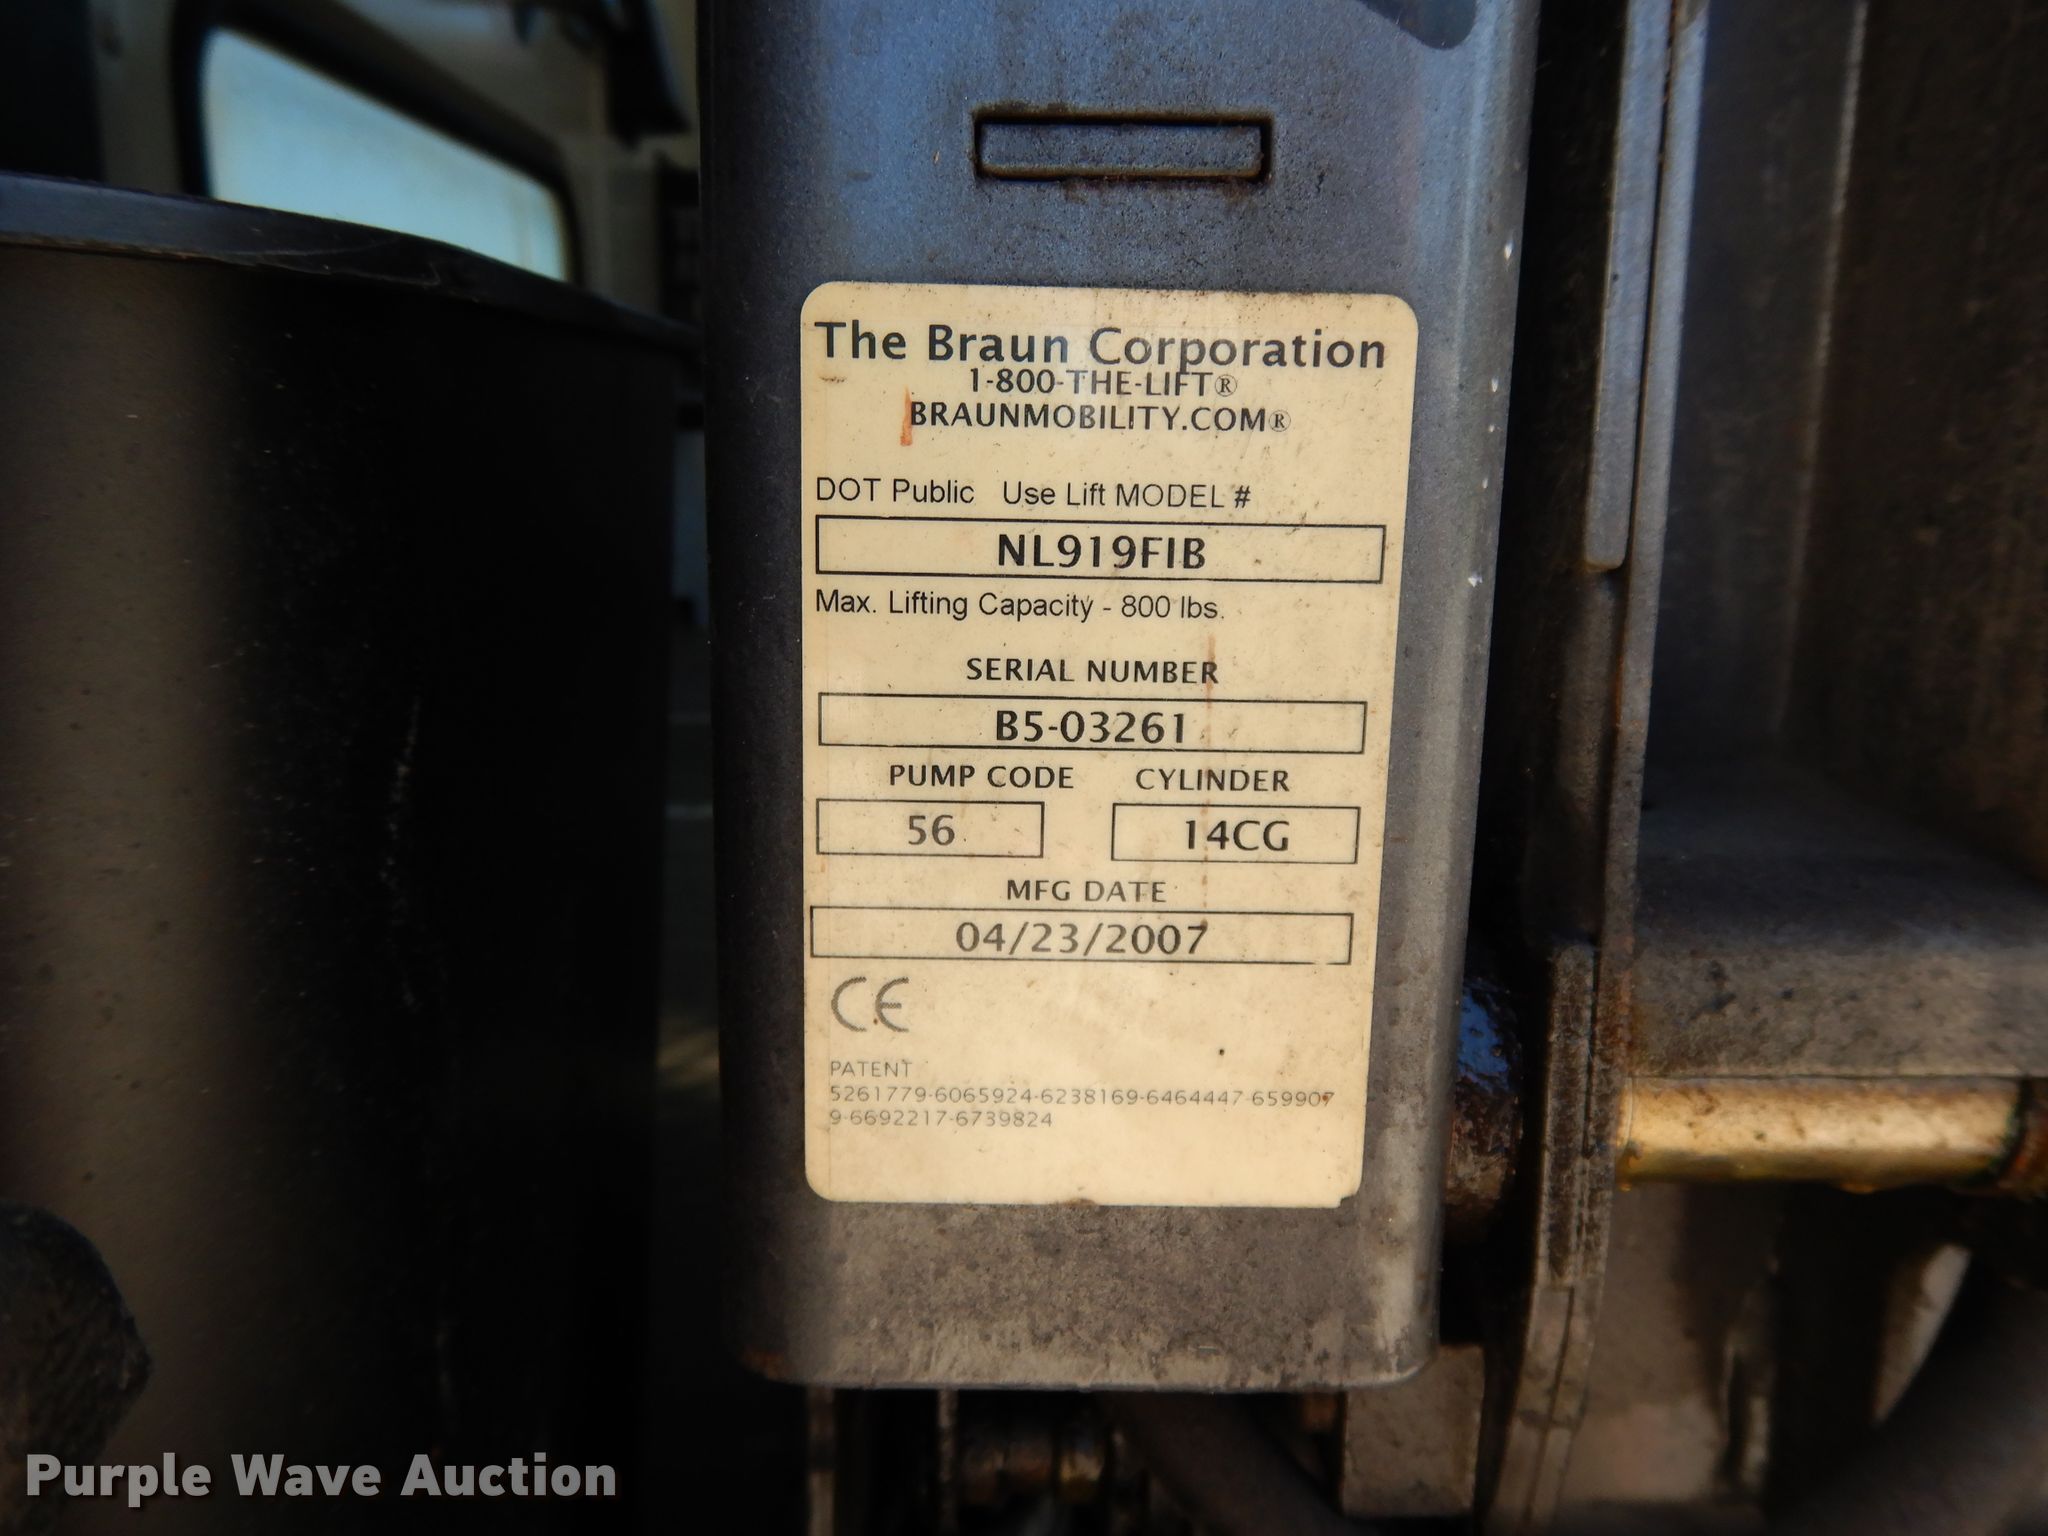 The Braun Corporation
1-800-THE-LIFT®
BRAUNMOBILITY.COM®
DOT Public Use Lift MODEL #
NL919FIB
Max. Lifting Capacity - 800 lbs.
SERIAL NUMBER
B5-03261
PUMP CODE CYLINDER
56 14CG
MFG DATE
04/23/2007
CE
PATENT
5261779-6065924-6238169-6464447-659907
9-6692217-6739824
Purple Wave Auction